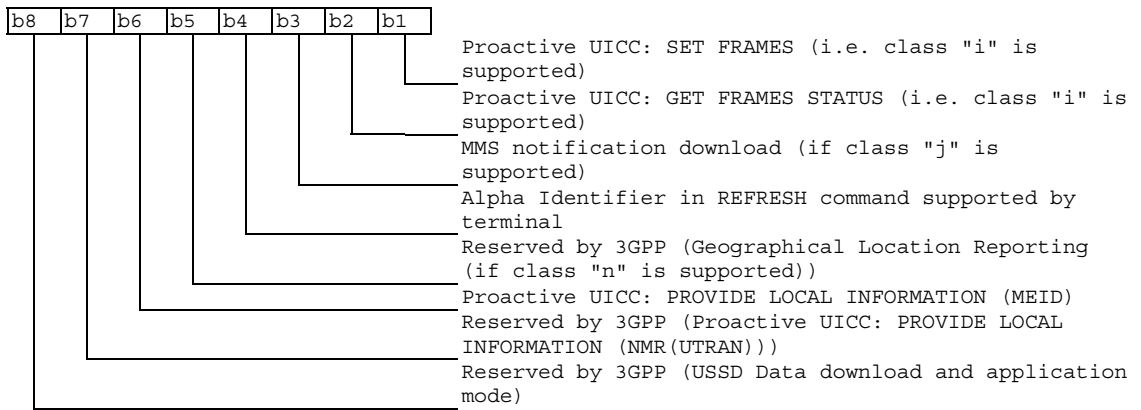 b8 b7 b6 b5 b4 b3 b2 b1
Proactive UICC: SET FRAMES (i.e. class "i" is
supported)
Proactive UICC: GET FRAMES STATUS (i.e. class "i" is
supported)
MMS notification download (if class "j" is
supported)
Alpha Identifier in REFRESH command supported by
terminal
Reserved by 3GPP (Geographical Location Reporting
(if class "n" is supported))
Proactive UICC: PROVIDE LOCAL INFORMATION (MEID)
Reserved by 3GPP (Proactive UICC: PROVIDE LOCAL
INFORMATION (NMR(UTRAN)))
Reserved by 3GPP (USSD Data download and application
mode)